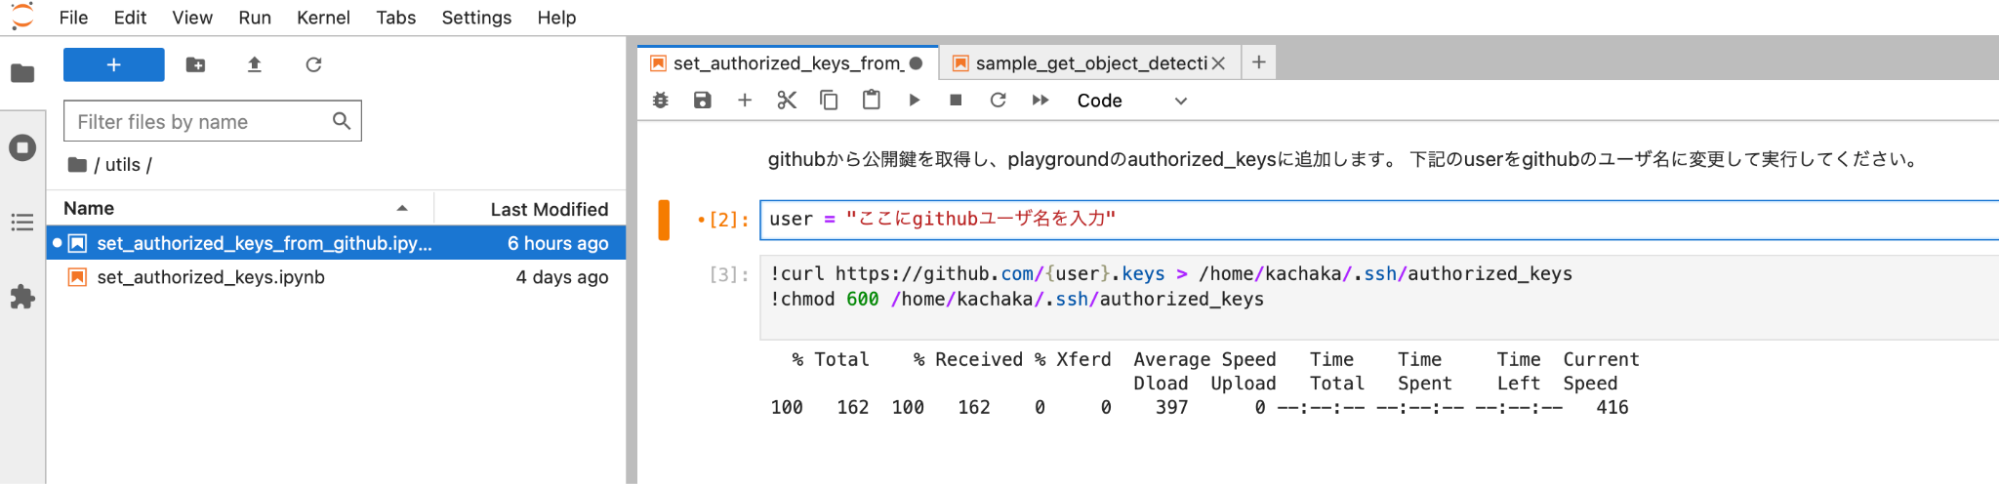 File Edit View Run Kernel Tabs Settings Help
+
Filter files by name
/ utils /
Name Last Modified
set_authorized_keys_from_github.ipy... 6 hours ago
set_authorized_keys.ipynb 4 days ago
set_authorized_keys_from_ sample_get_object_detecti +
Code
githubから公開鍵を取得し、playgroundのauthorized_keysに追加します。 下記のuserをgithubのユーザ名に変更して実行してください。
[2]: user = "ここにgithubユーザ名を入力"
[3]: !curl https://github.com/{user}.keys > /home/kachaka/.ssh/authorized_keys
!chmod 600 /home/kachaka/.ssh/authorized_keys
% Total % Received % Xferd Average Speed Time Time Time Current
Dload Upload Total Spent Left Speed
100 162 100 162 0 0 397 0 --:--:-- --:--:-- --:--:-- 416